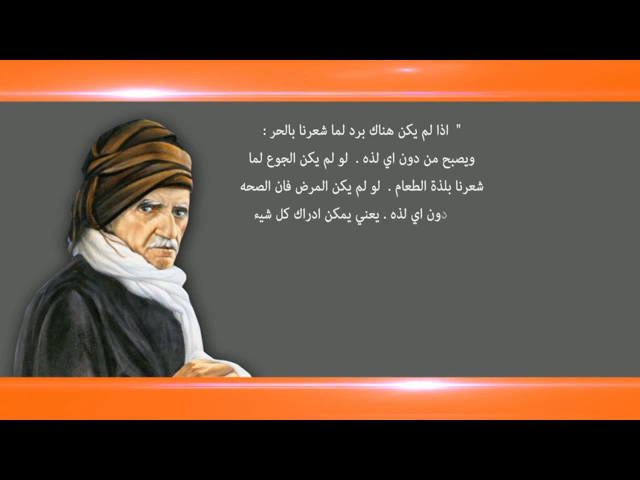 " اذا لم يكن هناك برد لما شعرنا بالحر :
ويصبح من دون اي لذه . لو لم يكن الجوع لما
شعرنا بلذة الطعام . لو لم يكن المرض فان الصحه
دون اي لذه . يعني يمكن ادراك كل شيء